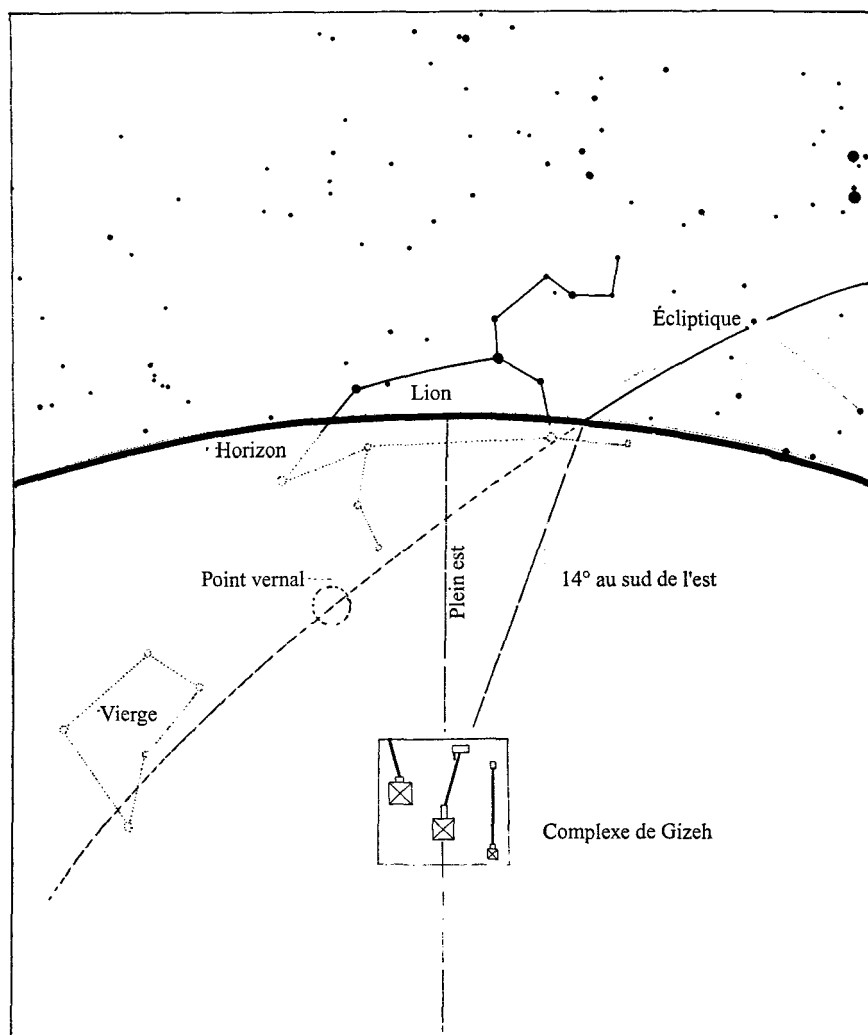 Écliptique
Lion
Horizon
Point vernal
Plein est
14° au sud de l'est
Vierge
Complexe de Gizeh